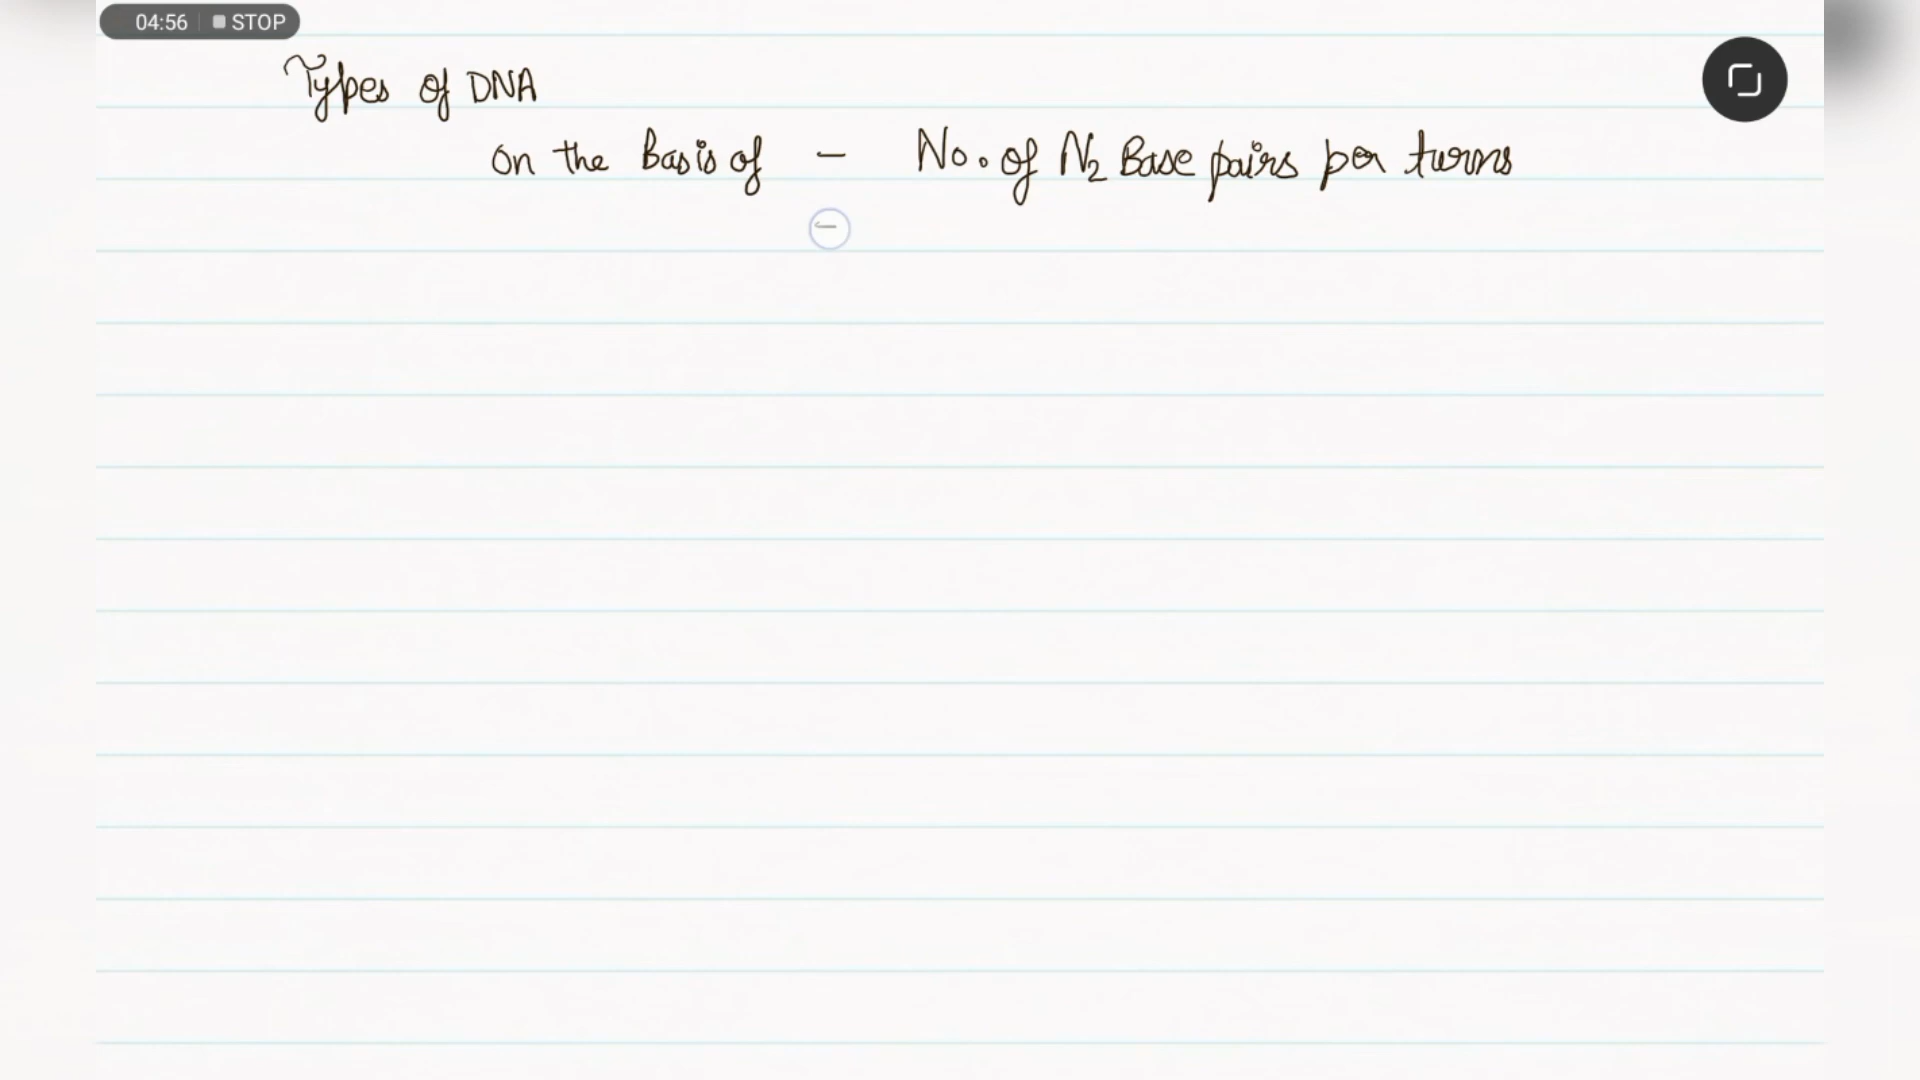 04:56 STOP
Types of DNA
On the Basis of - No. of N₂ Base pairs per turns
-